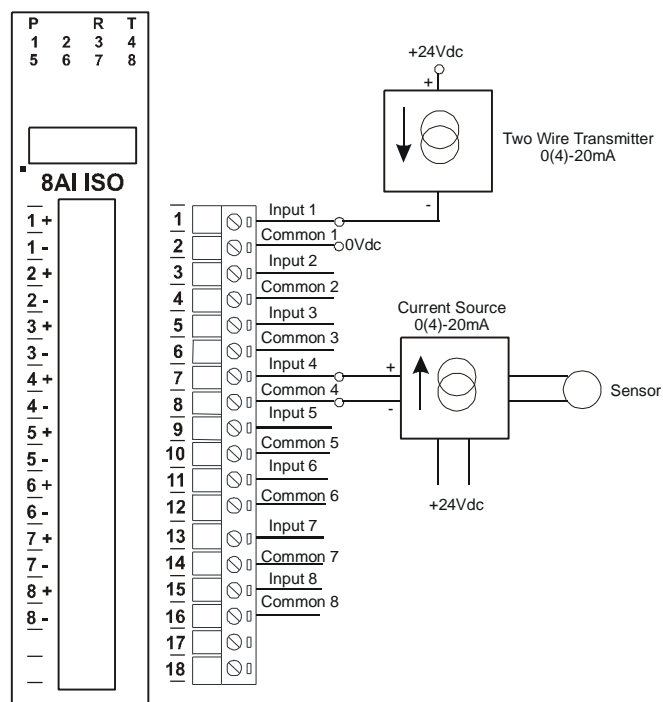 P R T
1 2 3 4
5 6 7 8
8AI ISO
1 +
1 -
2 +
2 -
3 +
3 -
4 +
4 -
5 +
5 -
6 +
6 -
7 +
7 -
8 +
8 -
1
2
3
4
5
6
7
8
9
10
11
12
13
14
15
16
17
18
Input 1
Common 1
0Vdc
Input 2
Common 2
Input 3
Common 3
Input 4
Common 4
Input 5
Common 5
Input 6
Common 6
Input 7
Common 7
Input 8
Common 8
+24Vdc
+
Two Wire Transmitter
0(4)-20mA
-
Current Source
0(4)-20mA
+
-
Sensor
+24Vdc